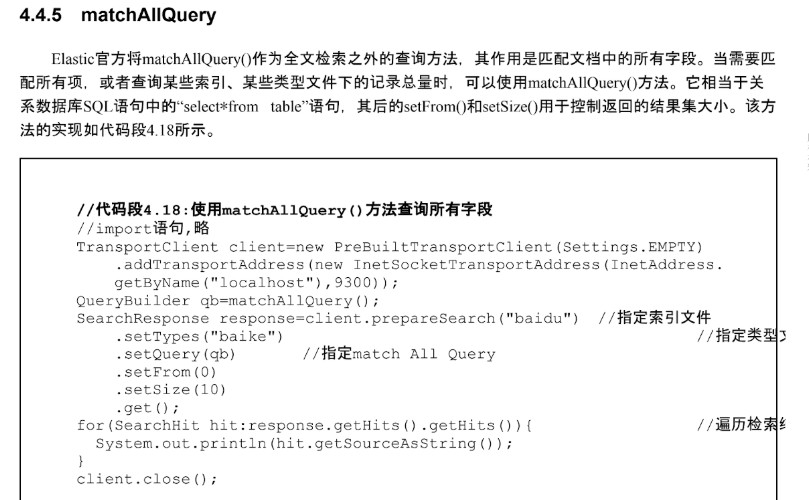 4.4.5 matchAllQuery
Elastic官方将matchAllQuery()作为全文检索之外的查询方法，其作用是匹配文档中的所有字段。当需要匹
配所有项，或者查询某些索引、某些类型文件下的记录总量时，可以使用matchAllQuery()方法。它相当于关
系数据库SQL语句中的“select*from table”语句，其后的setFrom()和setSize()用于控制返回的结果集大小。该方
法的实现如代码段4.18所示。
//代码段4.18:使用matchAllQuery()方法查询所有字段
//import语句,略
TransportClient client=new PreBuiltTransportClient(Settings.EMPTY)
.addTransportAddress(new InetSocketTransportAddress(InetAddress.
getByName("localhost"),9300));
QueryBuilder qb=matchAllQuery();
SearchResponse response=client.prepareSearch("baidu") //指定索引文件
.setTypes("baike") //指定类型
.setQuery(qb) //指定match All Query
.setFrom(0)
.setSize(10)
.get();
for(SearchHit hit:response.getHits().getHits()){ //遍历检索
System.out.println(hit.getSourceAsString());
}
client.close();